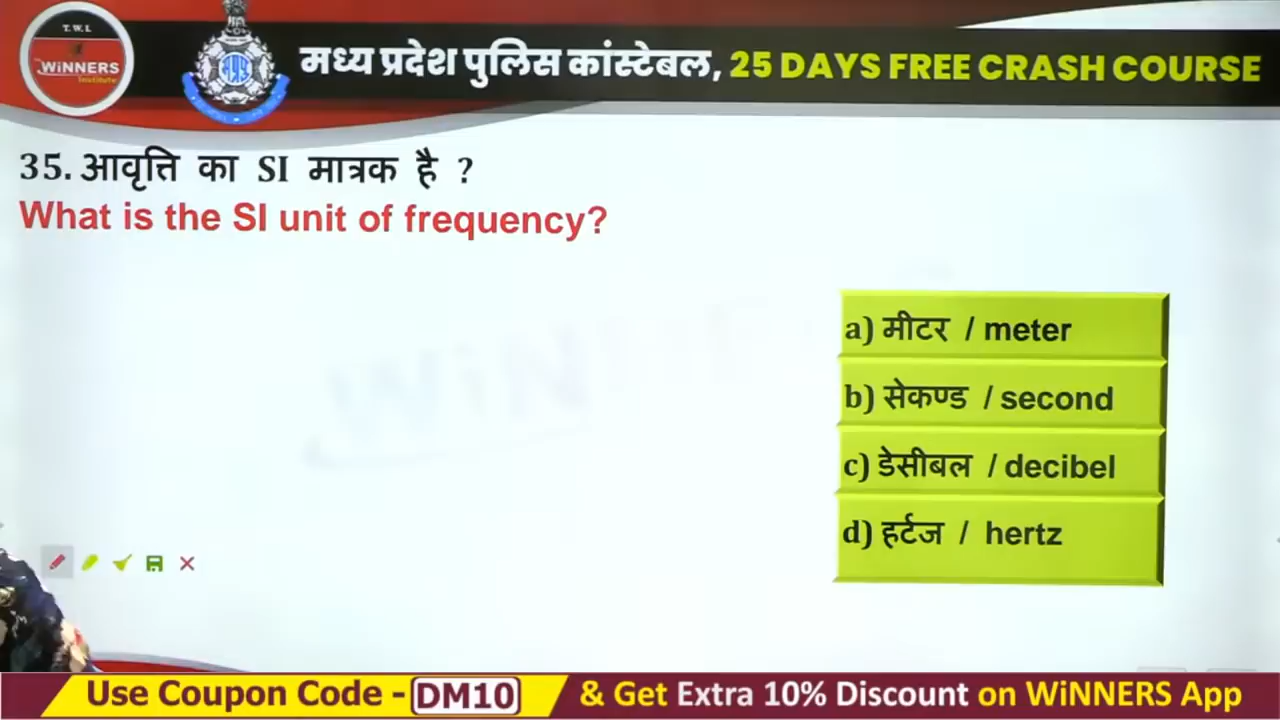 T.W.I.
WiNNERS
Institute
मध्य प्रदेश पुलिस कांस्टेबल, 25 DAYS FREE CRASH COURSE
35. आवृत्ति का SI मात्रक है ?
What is the SI unit of frequency?
a) मीटर / meter
b) सेकण्ड / second
c) डेसीबल / decibel
d) हर्टज / hertz
Use Coupon Code - DM10 & Get Extra 10% Discount on WiNNERS App